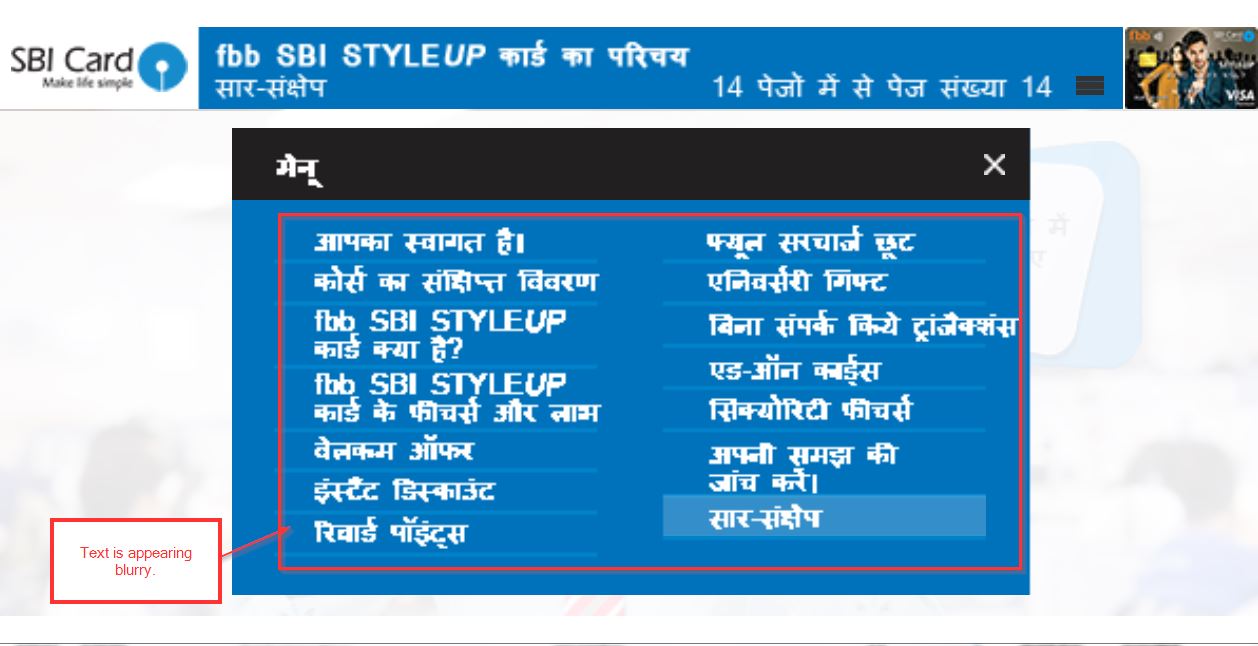 SBI Card
Make life simple
fbb SBI STYLEUP कार्ड का परिचय
सार-संक्षेप
14 पेजों में से पेज संख्या 14
fbb
SBI Card
VISA
मेनू
आपका स्वागत है।
कोर्स का संक्षिप्त विवरण
fbb SBI STYLEUP
कार्ड क्या है?
fbb SBI STYLEUP
कार्ड के फीचर्स और लाभ
वेलकम ऑफर
इंस्टैंट डिस्काउंट
रिवार्ड पॉइंट्स
फ्यूल सरचार्ज छूट
एनिवर्सरी गिफ्ट
बिना संपर्क किये ट्रांजैक्शंस
एड-ऑन कार्ड्स
सिक्योरिटी फीचर्स
अपनी समझ की
जांच करें।
सार-संक्षेप
में
Text is appearing
blurry.